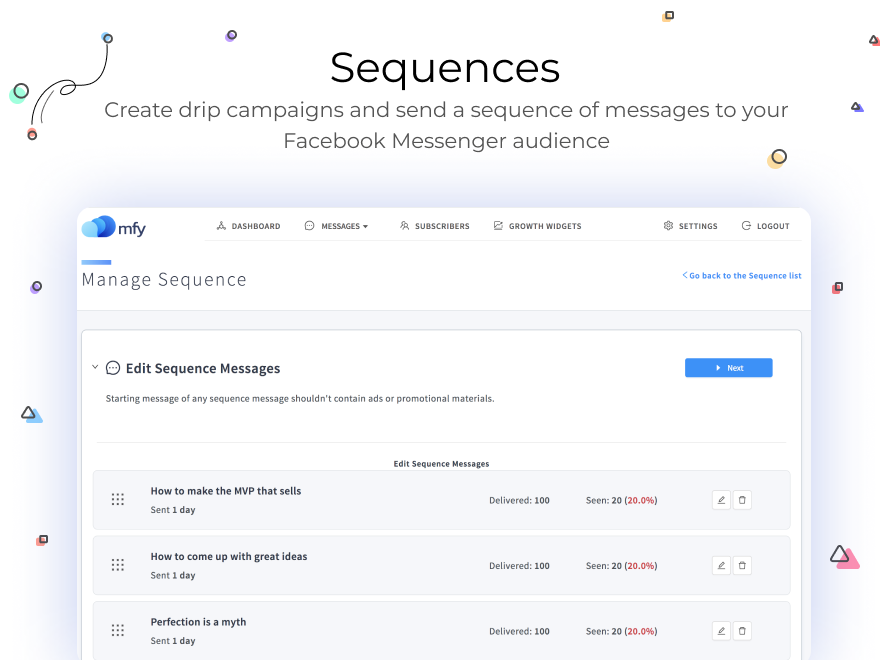 Sequences
Create drip campaigns and send a sequence of messages to your
Facebook Messenger audience
mfy
DASHBOARD
MESSAGES
SUBSCRIBERS
GROWTH WIDGETS
SETTINGS
LOGOUT
Manage Sequence
Go back to the Sequence list
Edit Sequence Messages
Next
Starting message of any sequence message shouldn't contain ads or promotional materials.
Edit Sequence Messages
How to make the MVP that sells
Sent 1 day
Delivered: 100
Seen: 20 (20.0%)
How to come up with great ideas
Sent 1 day
Delivered: 100
Seen: 20 (20.0%)
Perfection is a myth
Sent 1 day
Delivered: 100
Seen: 20 (20.0%)